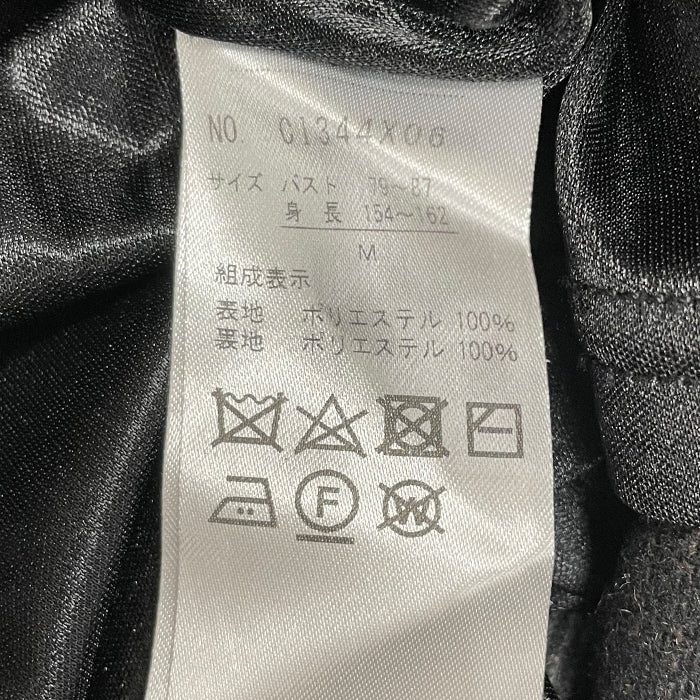 NO. C1344X06
サイズ バスト 79～87
身 長 154～162
M
組成表示
表地 ポリエステル 100%
裏地 ポリエステル 100%
F
W